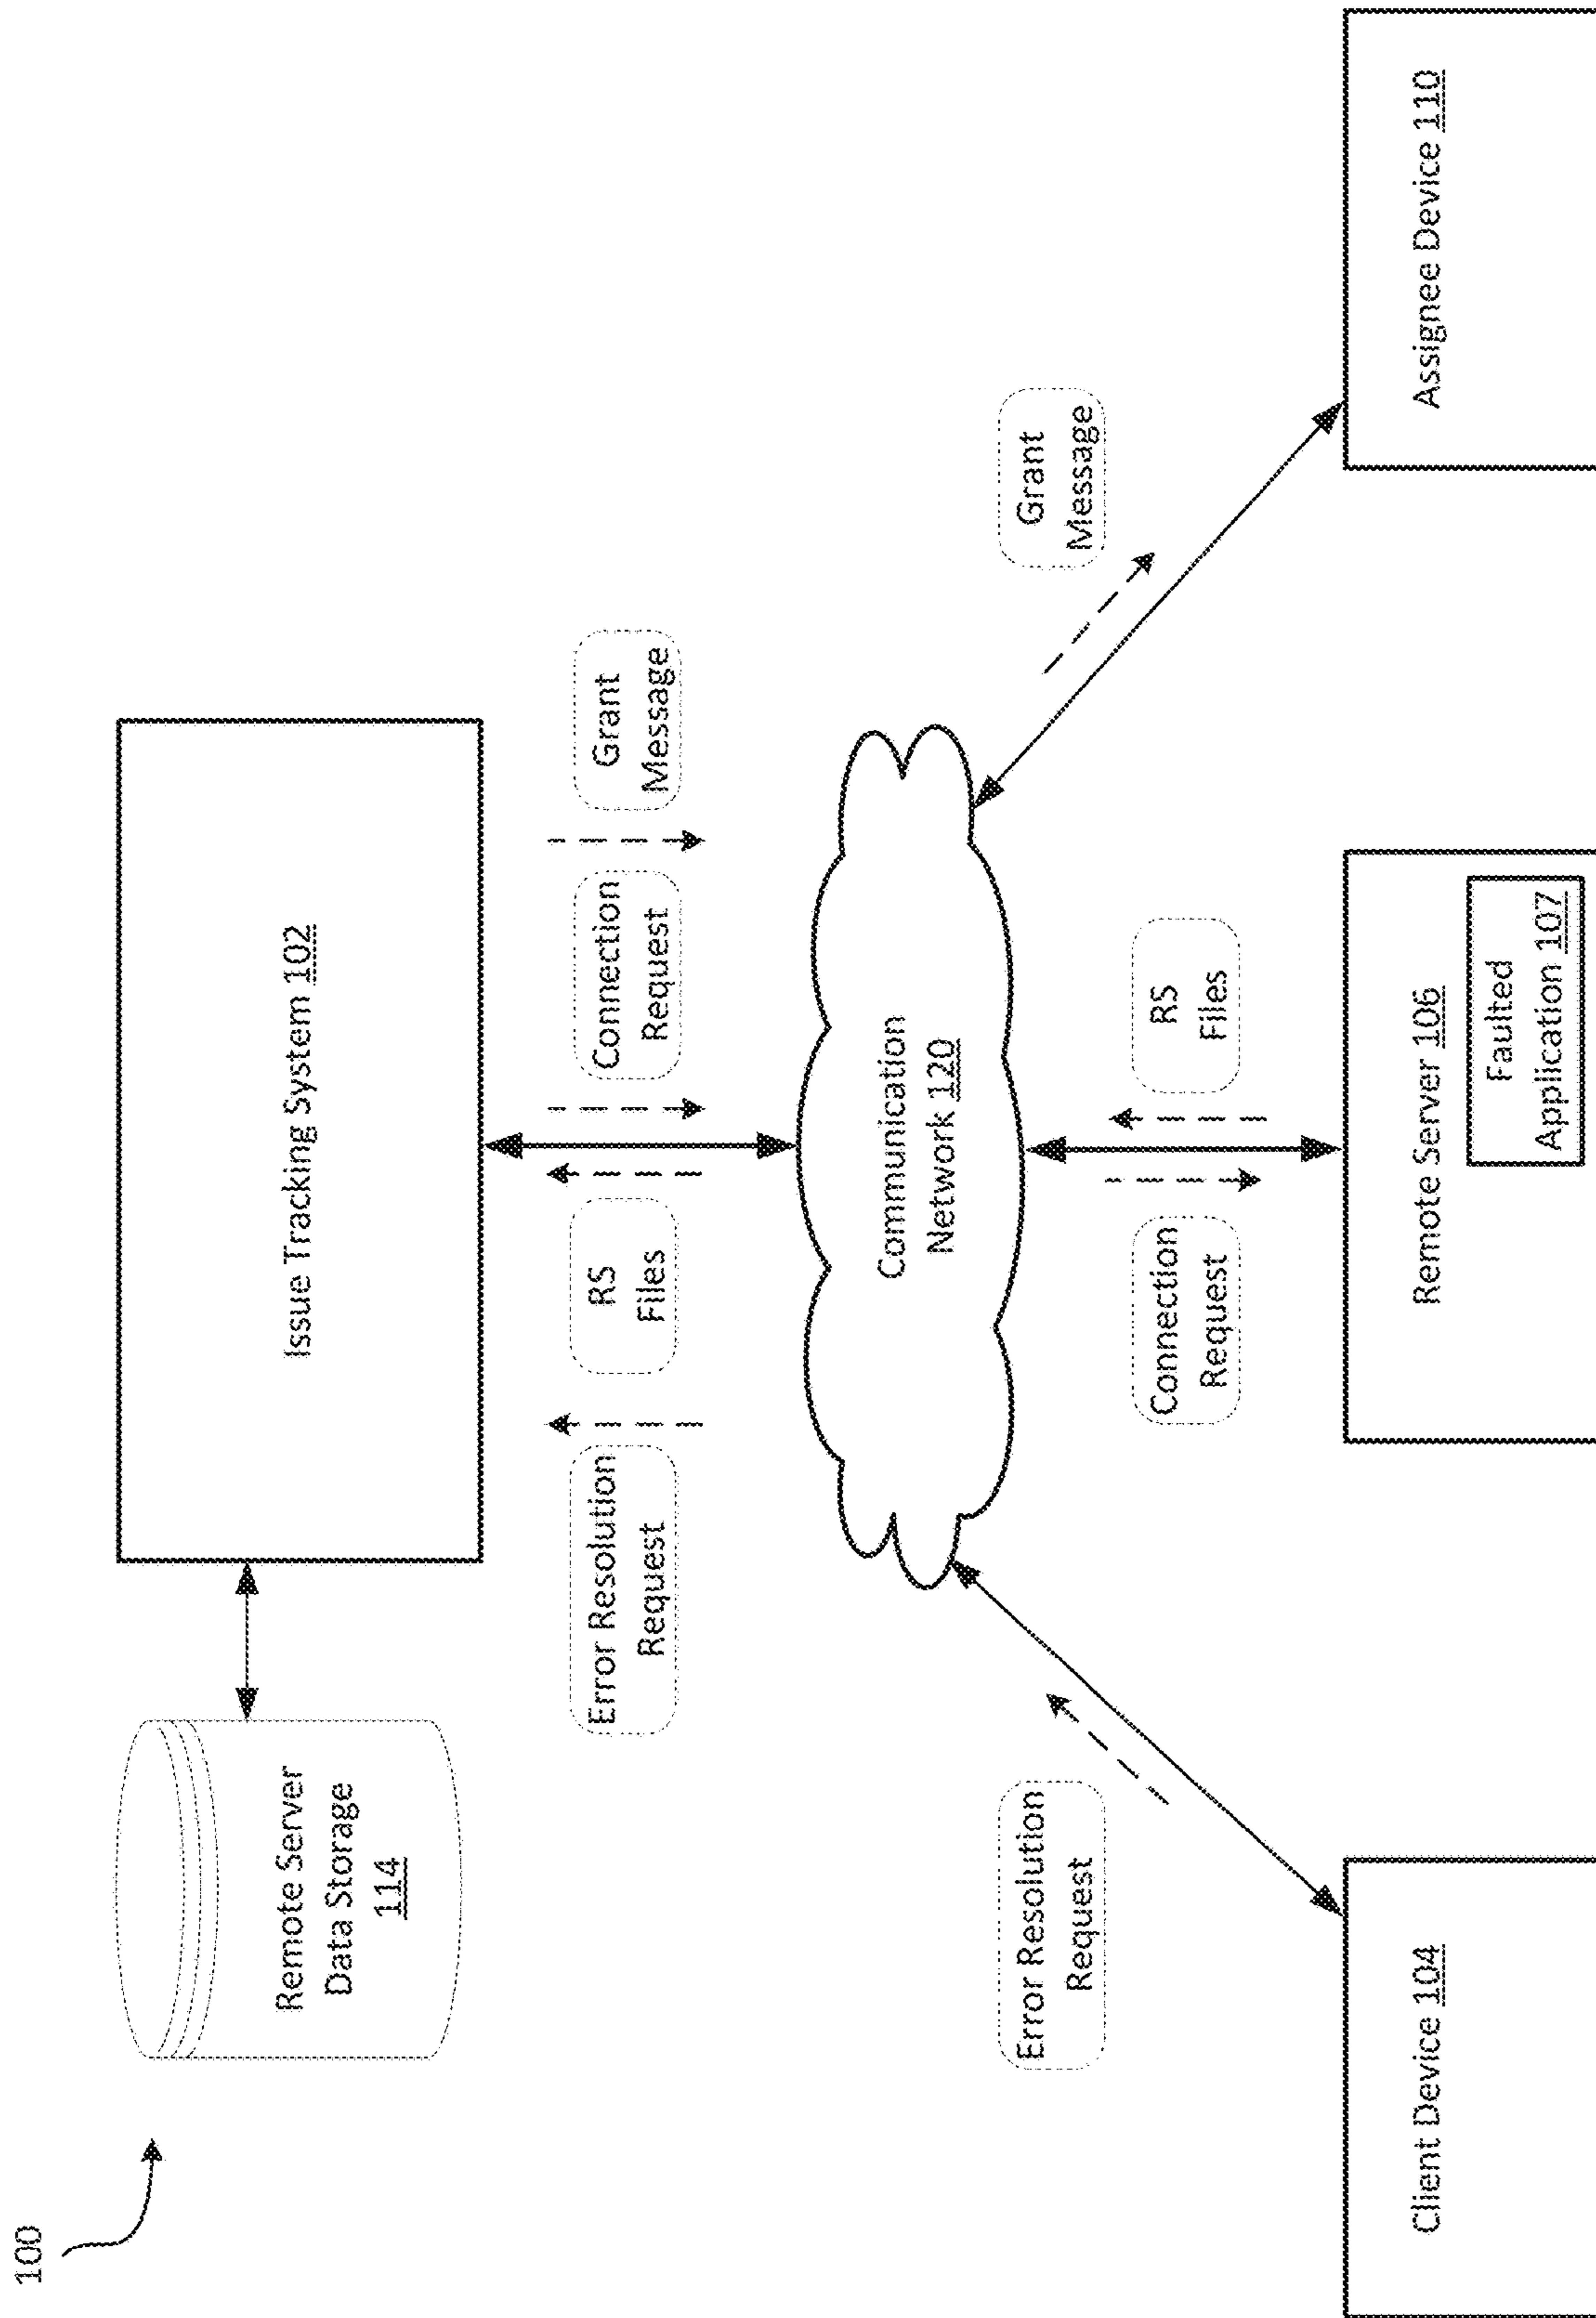 100
Remote Server
Data Storage
114
Issue Tracking System 102
Error Resolution
Request
RS
Files
Connection
Request
Grant
Message
Communication
Network 120
Error Resolution
Request
Connection
Request
RS
Files
Grant
Message
Client Device 104
Remote Server 106
Faulted
Application 107
Assignee Device 110